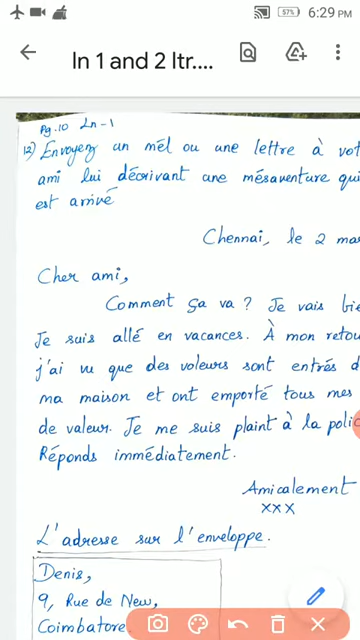 57%
6:29 PM
In 1 and 2 ltr....
Pg.10 Ln-1
12) Envoyez un mél ou une lettre à vot
ami lui décrivant une mésaventure qui
est arrivé
Chennai, le 2 mar
Cher ami,
Comment ça va ? Je vais bie
Je suis allé en vacances. À mon retou
j'ai vu que des voleurs sont entrés d
ma maison et ont emporté tous mes
de valeur. Je me suis plaint à la polic
Réponds immédiatement.
Amicalement
XXX
L'adresse sur l'enveloppe.
Denis,
9, Rue de New,
Coimbatore.